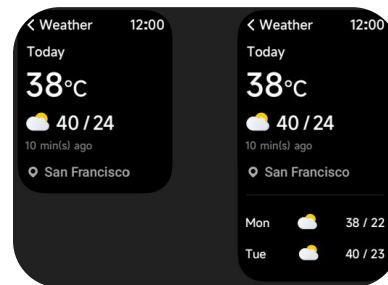 < Weather 12:00
Today
38°C
40 / 24
10 min(s) ago
San Francisco
< Weather 12:00
Today
38°C
40 / 24
10 min(s) ago
San Francisco
Mon 38 / 22
Tue 40 / 23